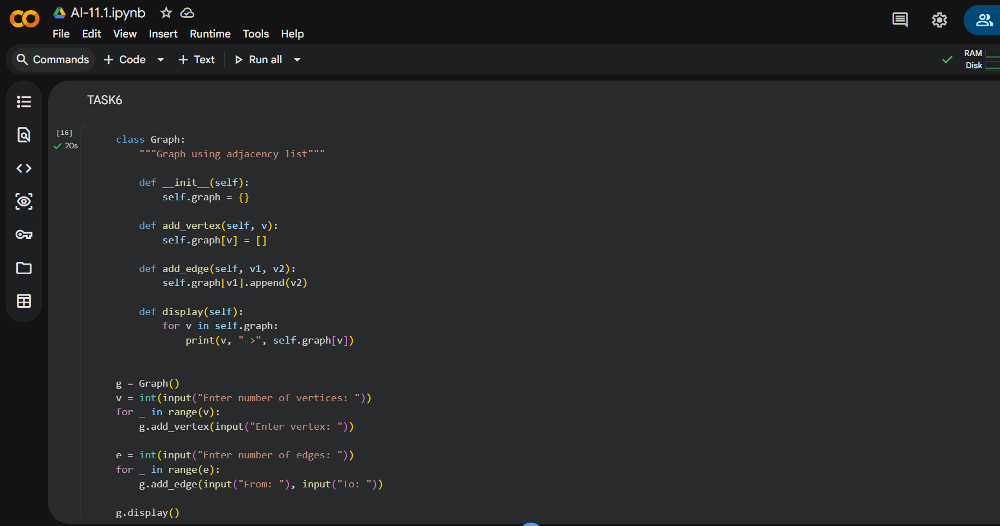 AI-11.1.ipynb
File Edit View Insert Runtime Tools Help
Commands + Code + Text Run all
RAM
Disk
TASK6
[16]
20s
class Graph:
    """Graph using adjacency list"""
    def __init__(self):
        self.graph = {}
    def add_vertex(self, v):
        self.graph[v] = []
    def add_edge(self, v1, v2):
        self.graph[v1].append(v2)
    def display(self):
        for v in self.graph:
            print(v, "->", self.graph[v])
g = Graph()
v = int(input("Enter number of vertices: "))
for _ in range(v):
    g.add_vertex(input("Enter vertex: "))
e = int(input("Enter number of edges: "))
for _ in range(e):
    g.add_edge(input("From: "), input("To: "))
g.display()